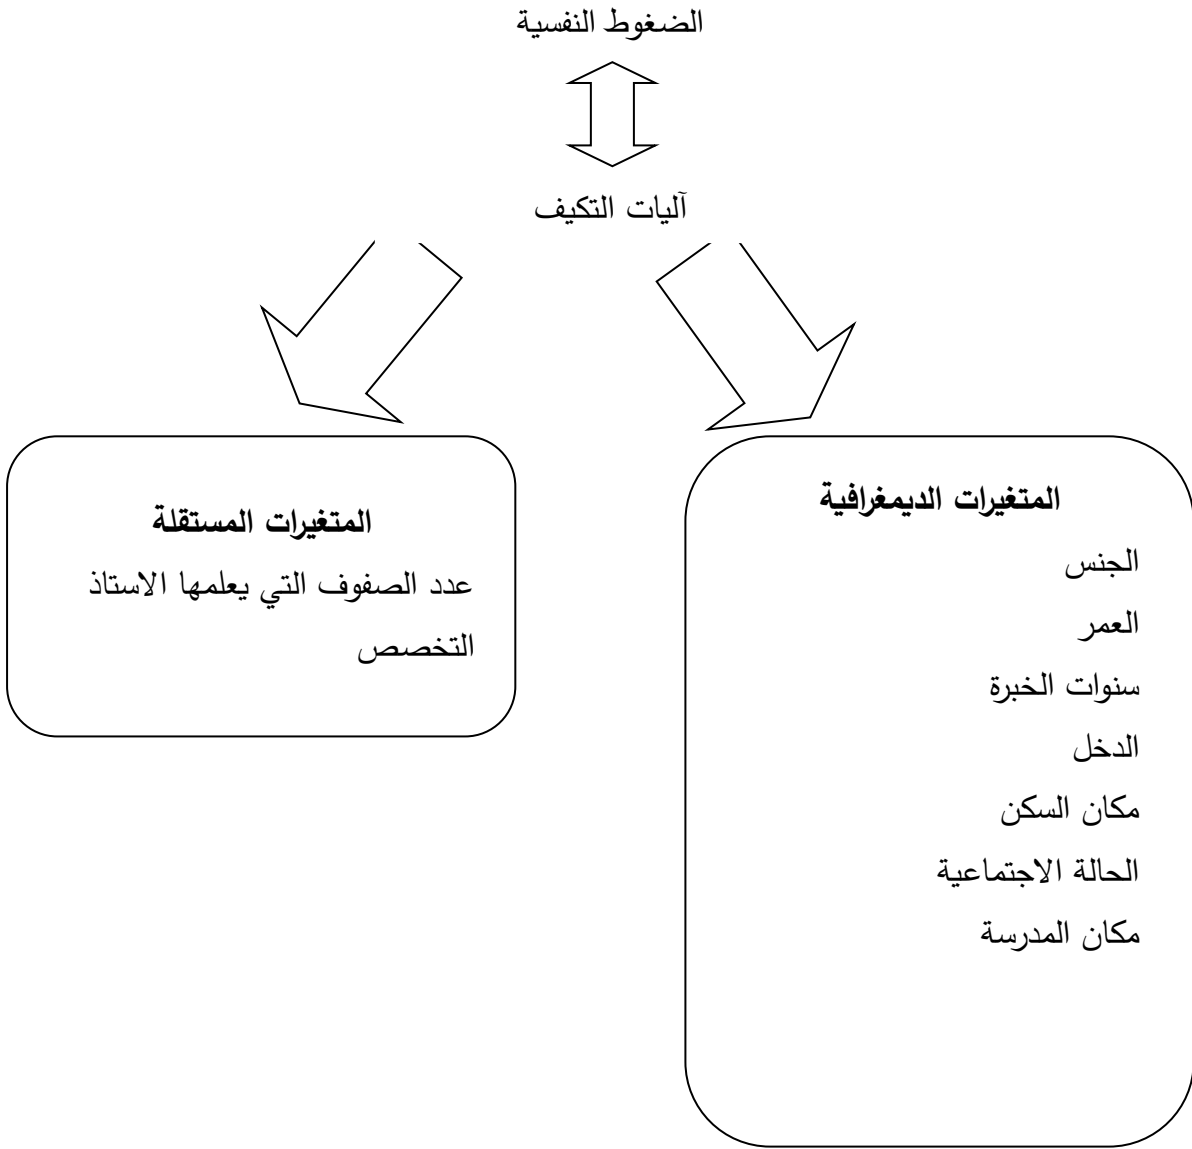 الضغوط النفسية
آليات التكيف
المتغيرات الديمغرافية
الجنس
العمر
سنوات الخبرة
الدخل
مكان السكن
الحالة الاجتماعية
مكان المدرسة
المتغيرات المستقلة
عدد الصفوف التي يعلمها الاستاذ
التخصص